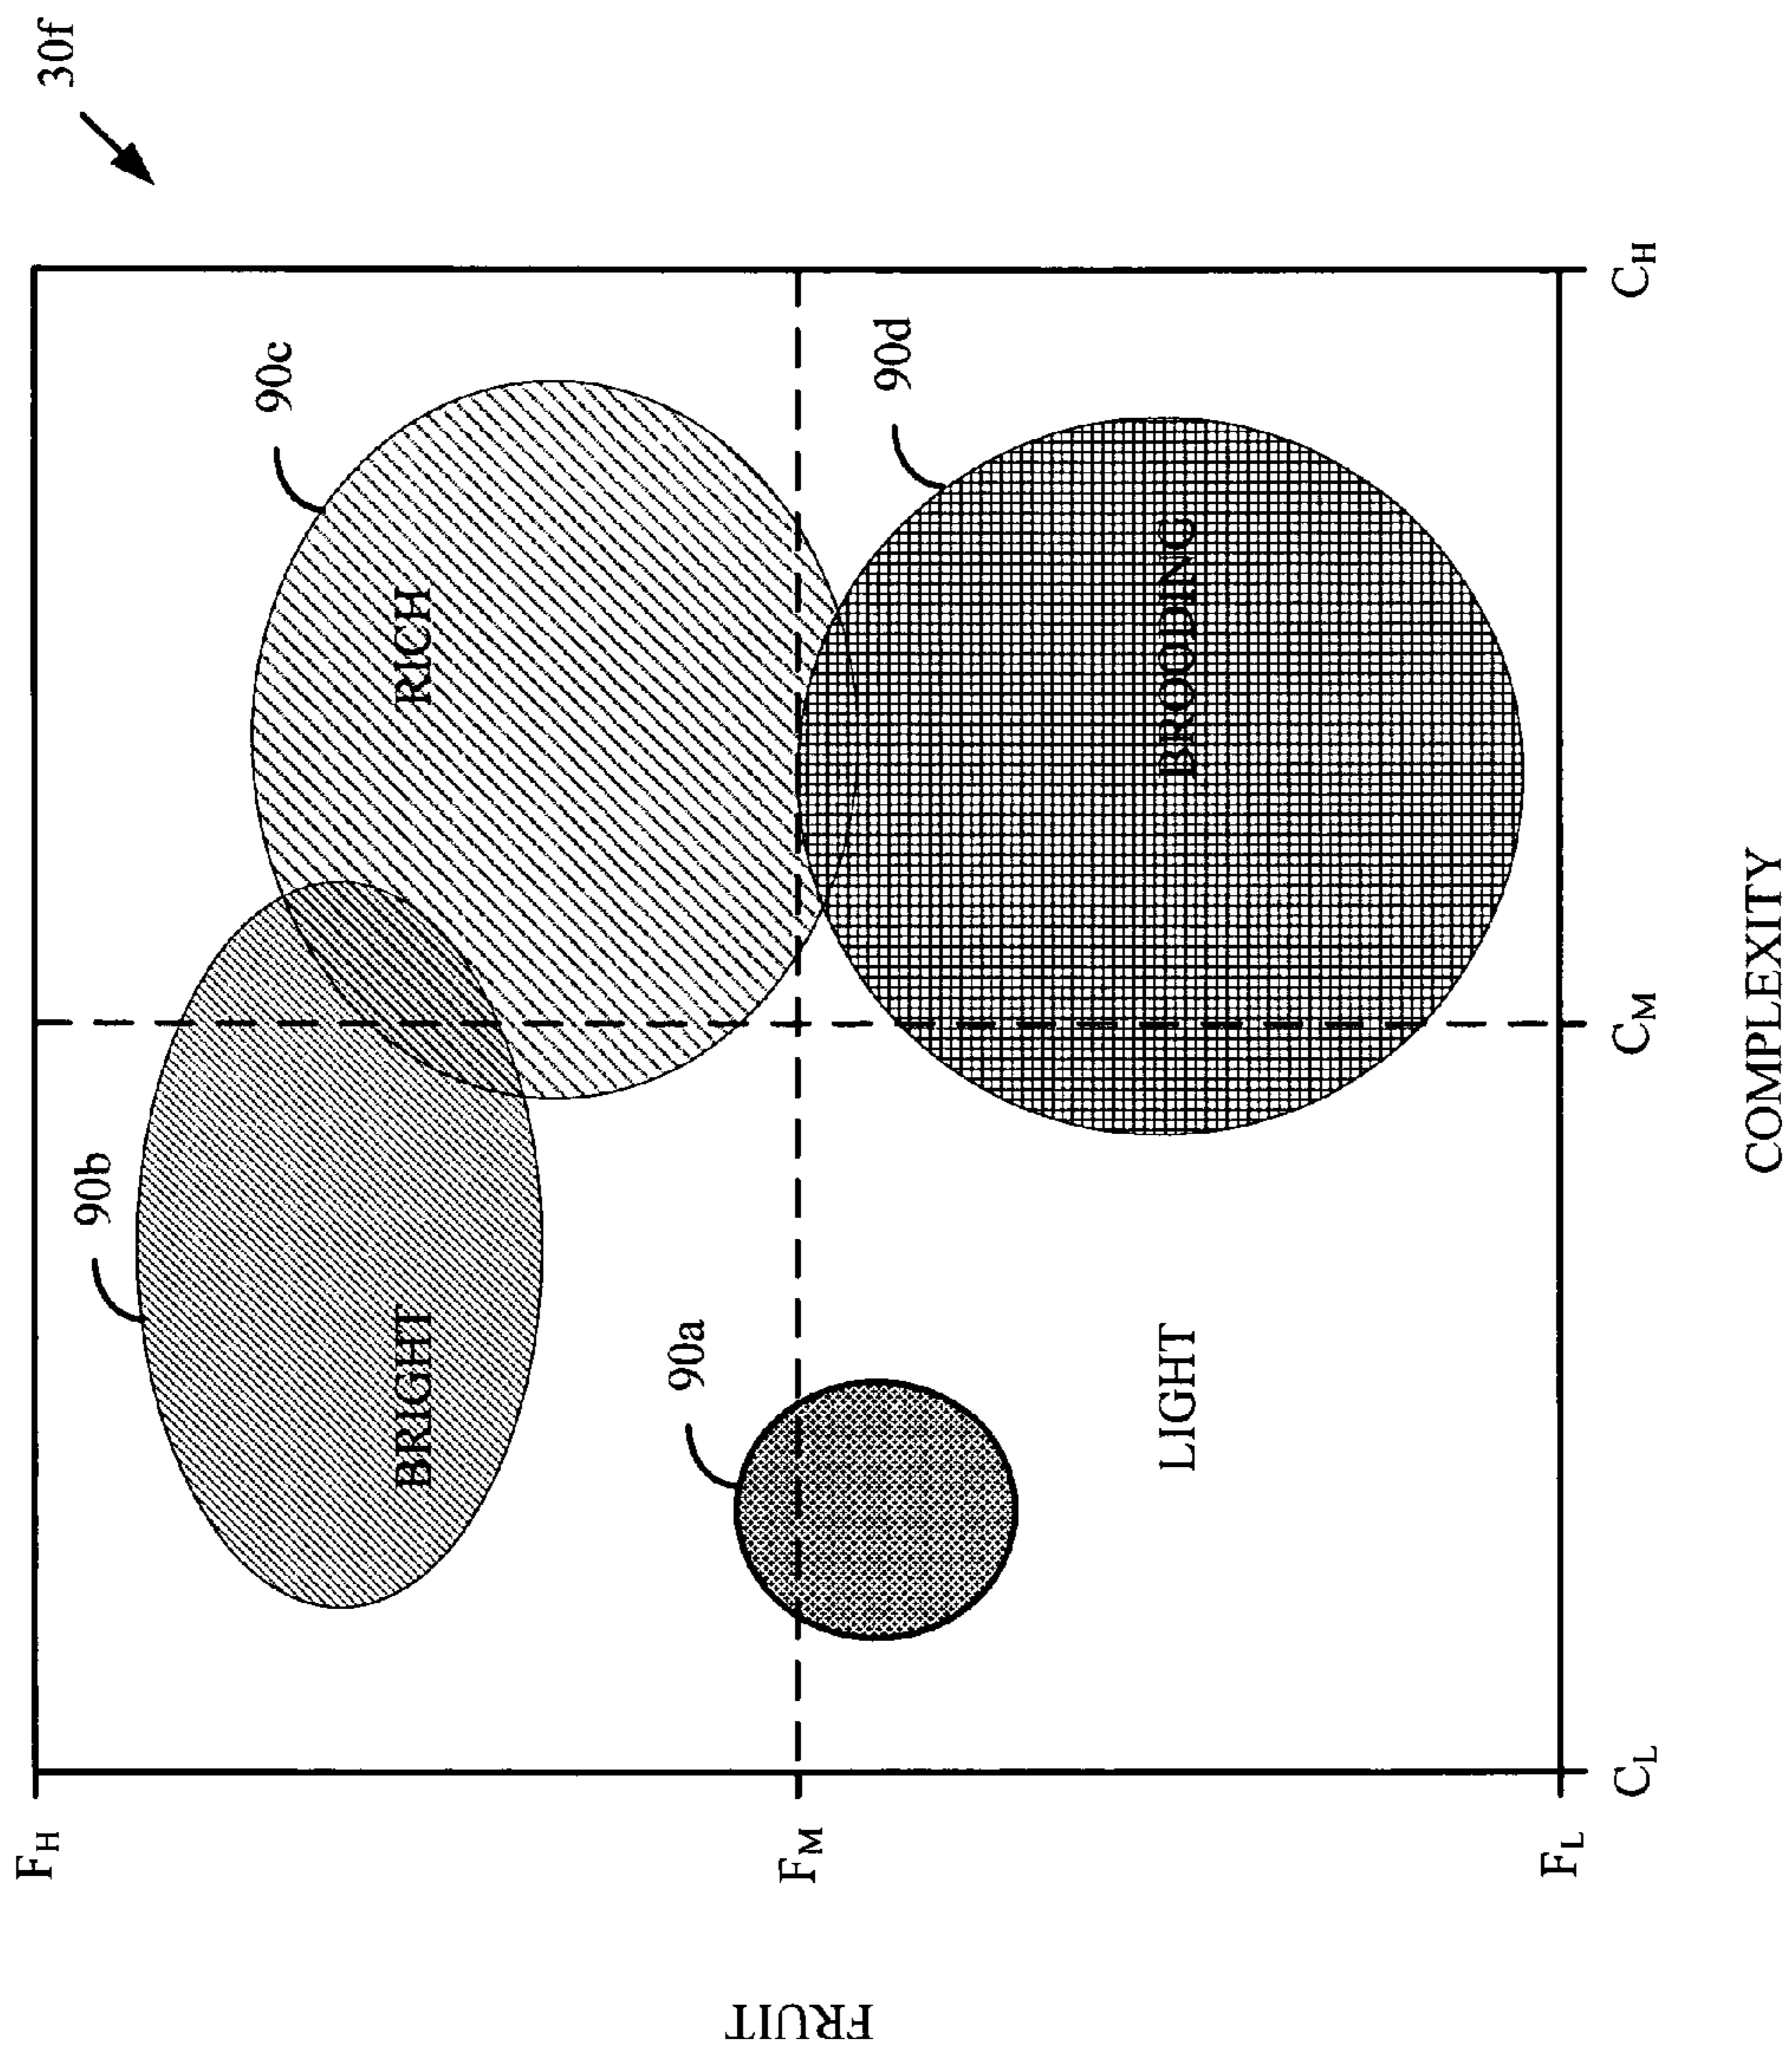 30f
F_H
90b
90c
BRIGHT
RICH
F_M
90a
90d
LIGHT
BROODING
F_L
C_L
C_M
C_H
FRUIT
COMPLEXITY